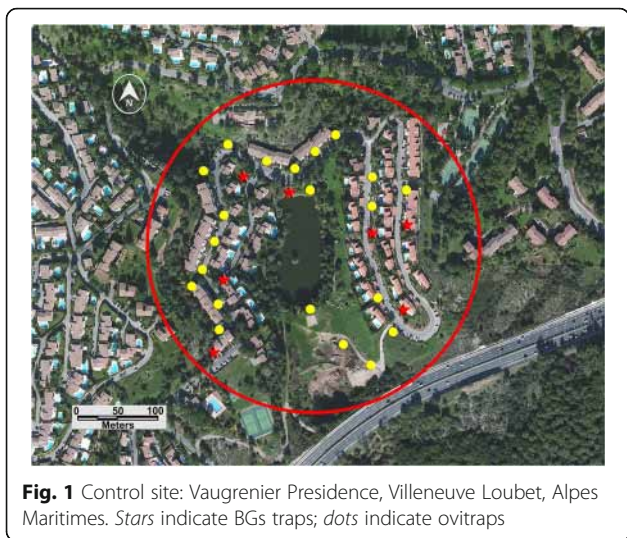 N
0 50 100
Meters
Fig. 1 Control site: Vaugrenier Presidence, Villeneuve Loubet, Alpes
Maritimes. Stars indicate BGs traps; dots indicate ovitraps